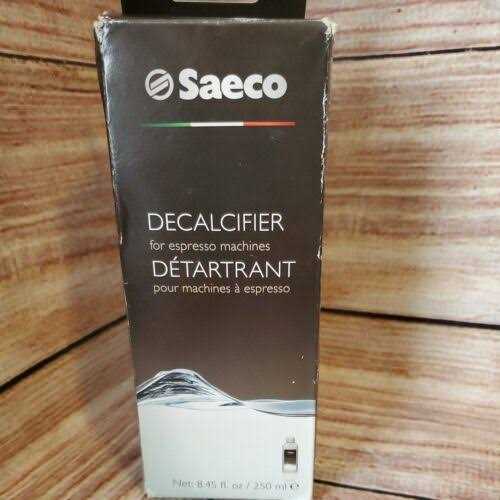 Saeco
DECALCIFIER
for espresso machines
DÉTARTRANT
pour machines à espresso
Net: 8.45 fl. oz / 250 ml ℮